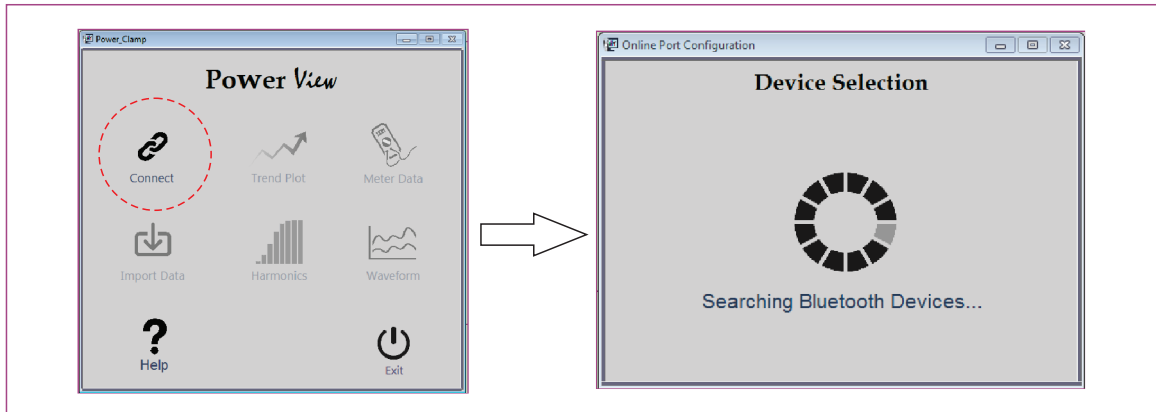 Power_Clamp
Power View
Connect
Trend Plot
Meter Data
Import Data
Harmonics
Waveform
Help
Exit
Online Port Configuration
Device Selection
Searching Bluetooth Devices...